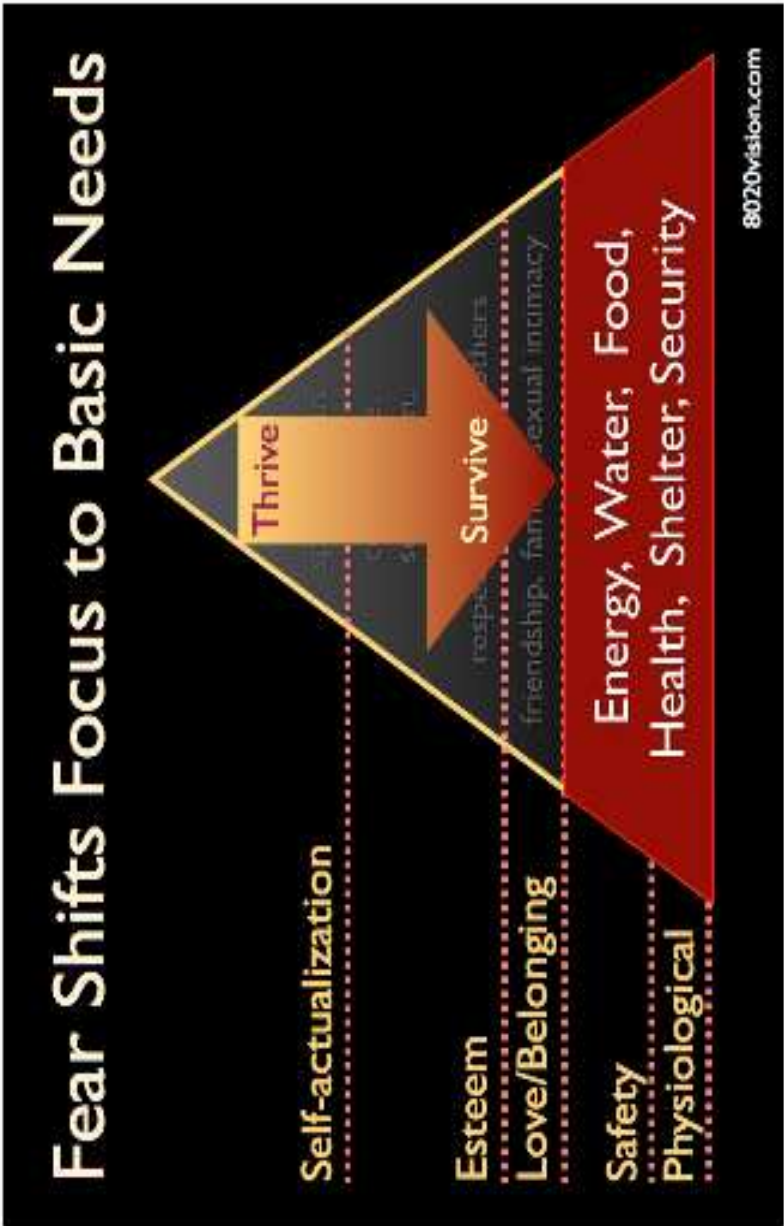 Fear Shifts Focus to Basic Needs
Self-actualization
Esteem
Love/Belonging
Safety
Physiological
Thrive
Survive
friendship, sexual intimacy
Energy, Water, Food,
Health, Shelter, Security
8020vision.com